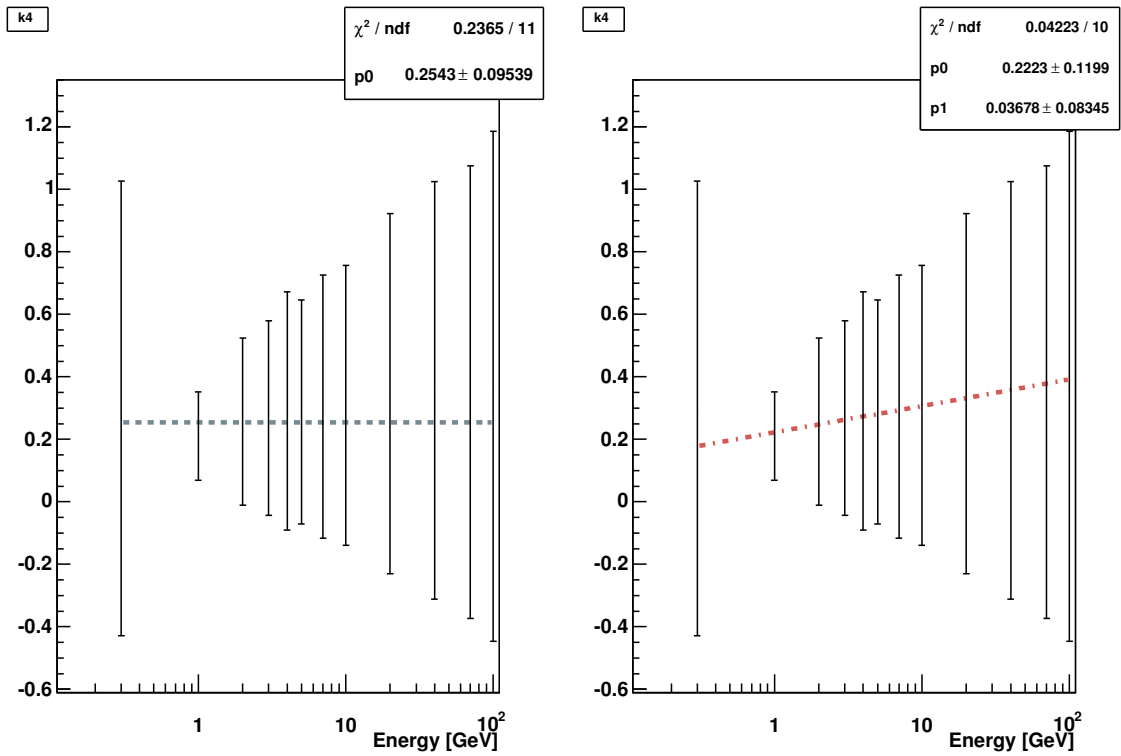 k4
χ² / ndf 0.2365 / 11
p0 0.2543 ± 0.09539
1.2
1
0.8
0.6
0.4
0.2
0
-0.2
-0.4
-0.6
1 10 10²
Energy [GeV]
k4
χ² / ndf 0.04223 / 10
p0 0.2223 ± 0.1199
p1 0.03678 ± 0.08345
1.2
1
0.8
0.6
0.4
0.2
0
-0.2
-0.4
-0.6
1 10 10²
Energy [GeV]